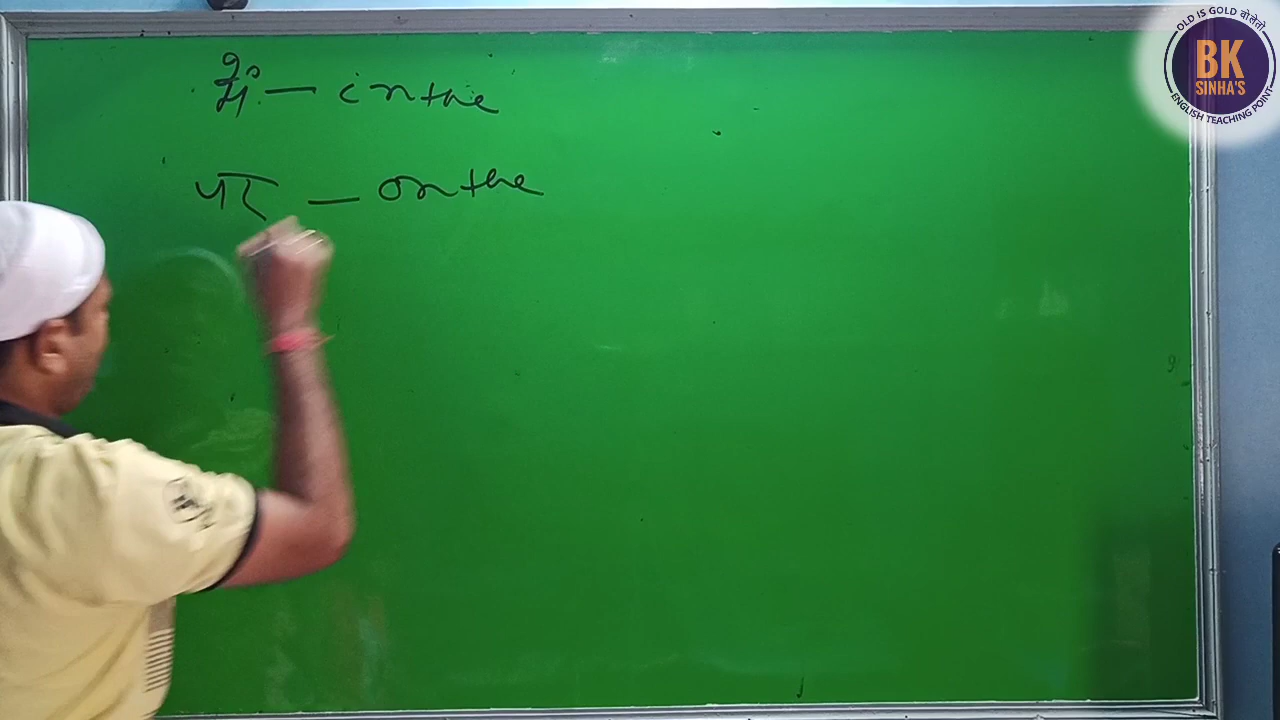 में — in the
पर — on the
OLD IS GOLD बोलेतो
BK
SINHA'S
ENGLISH TEACHING POINT